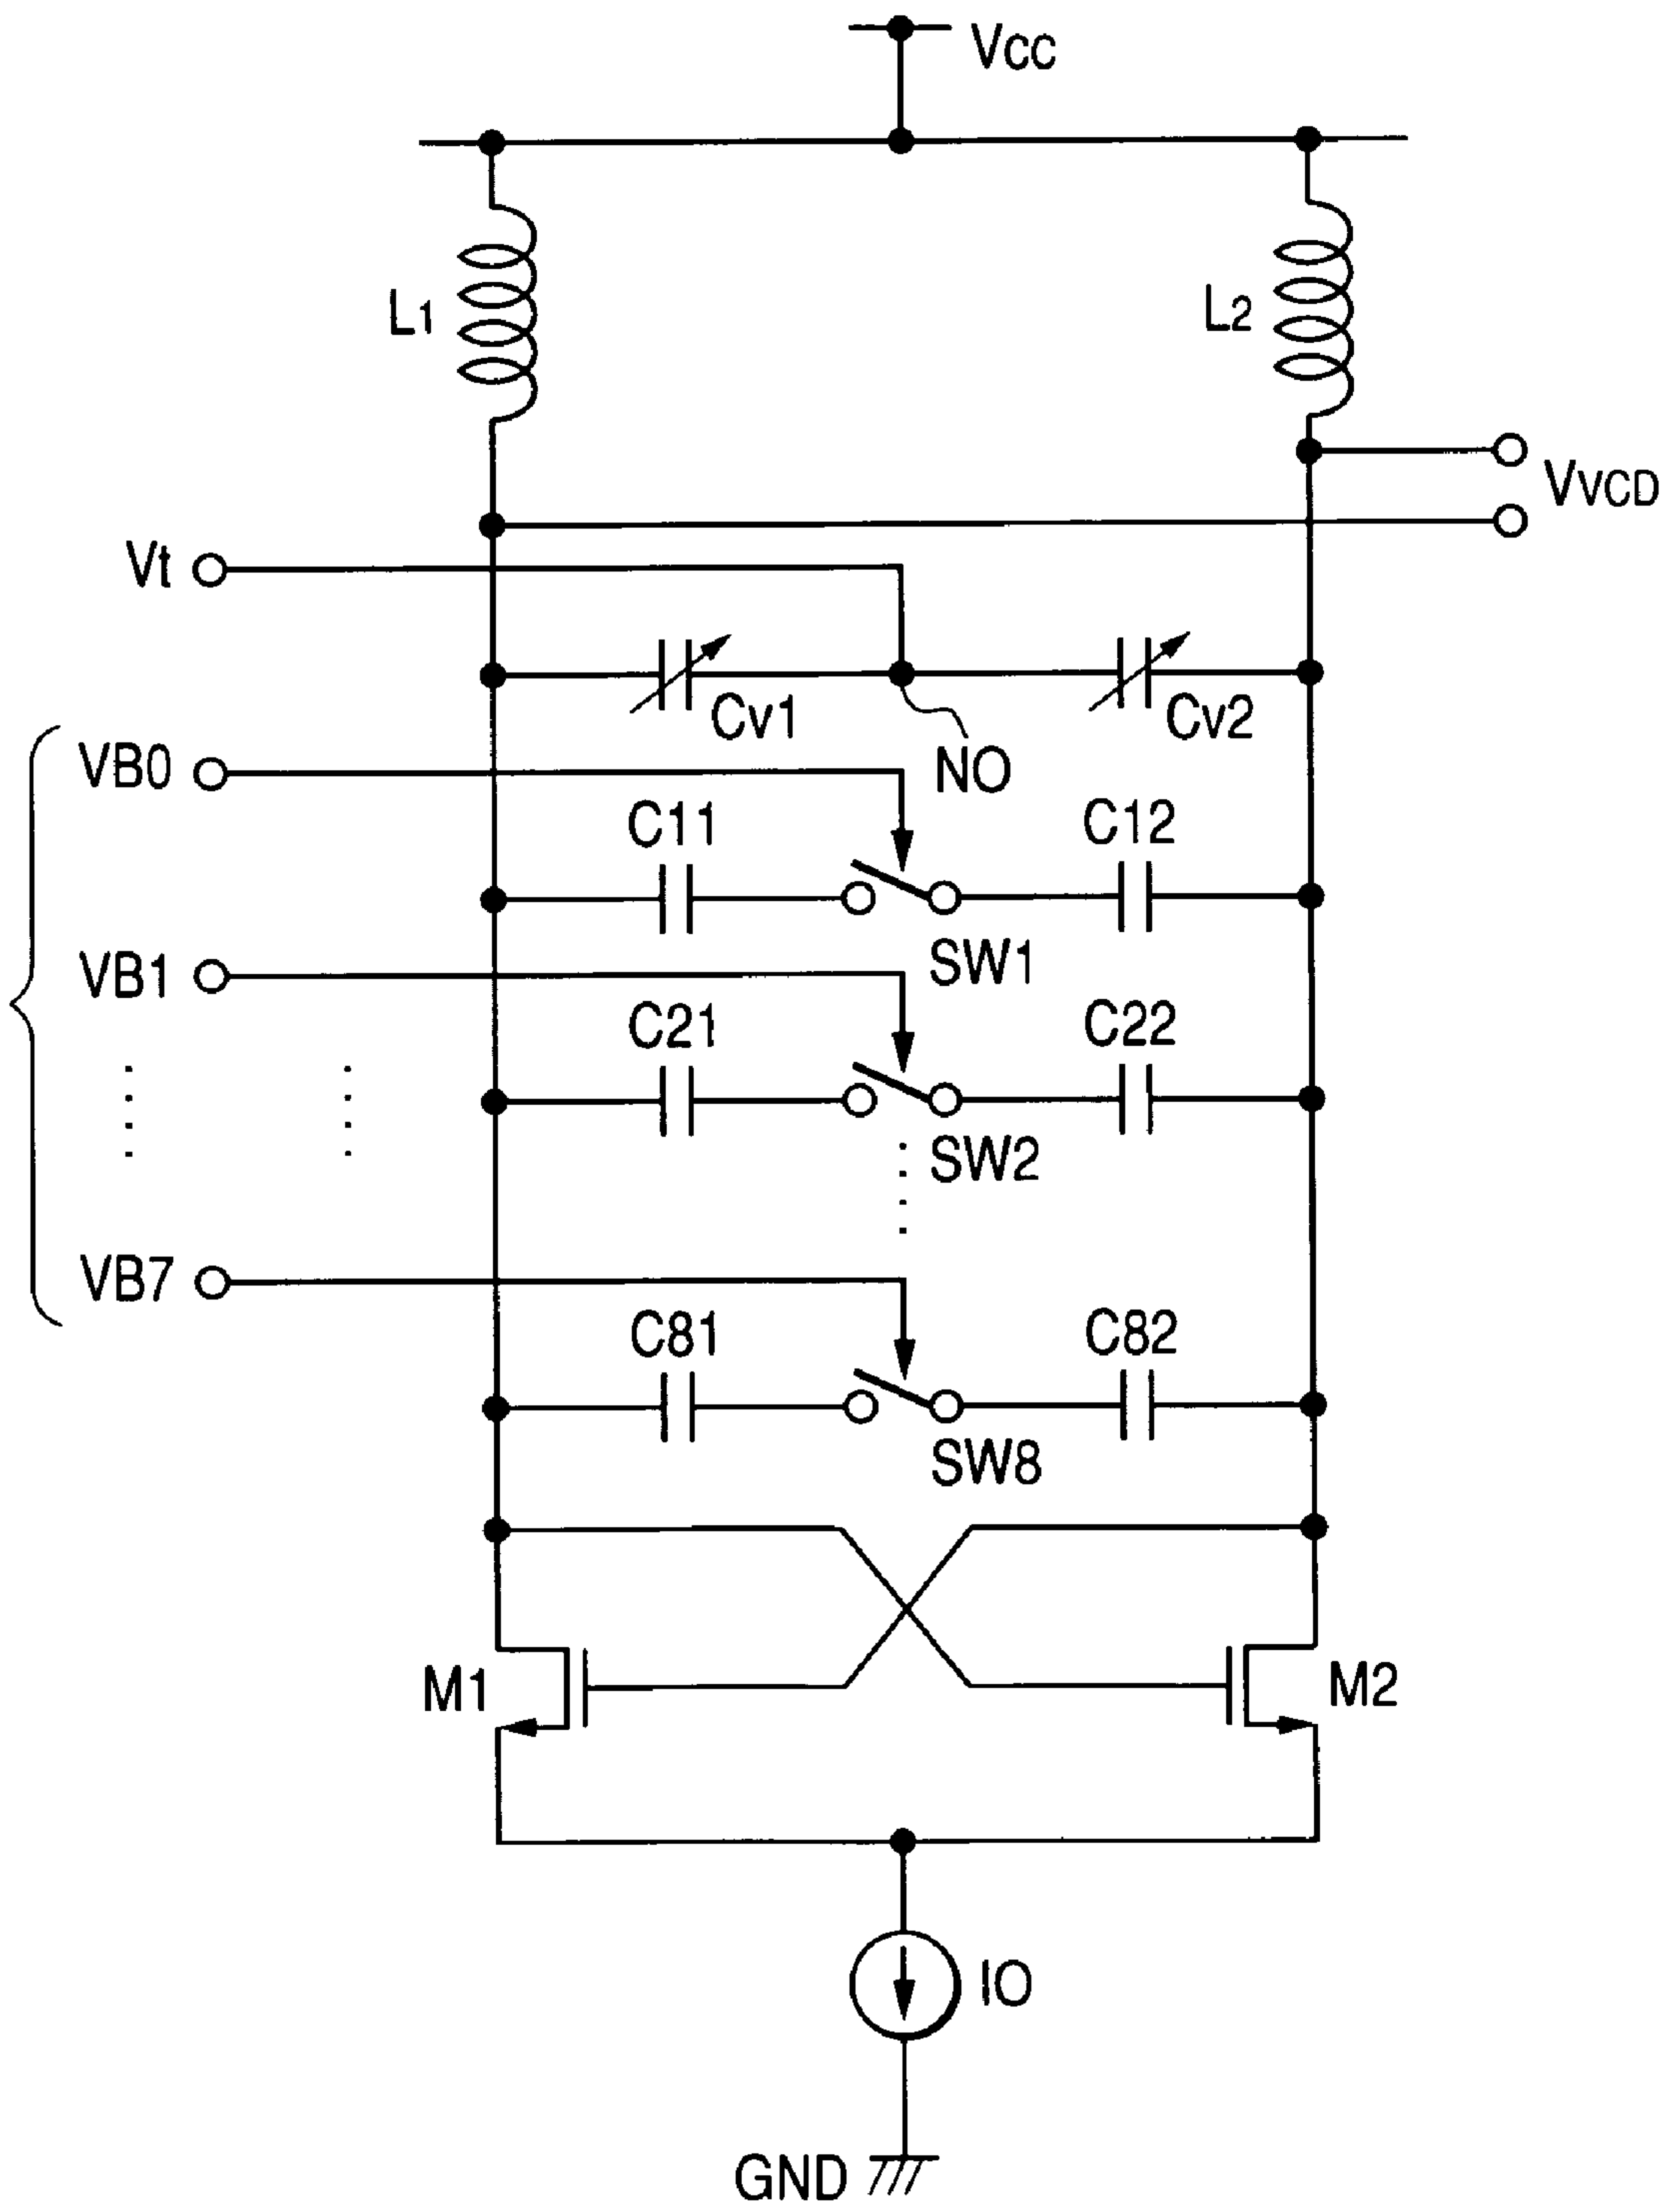 Vcc
L1
L2
VVCD
Vt
Cv1
Cv2
NO
VB0
C11
C12
SW1
VB1
C21
C22
SW2
VB7
C81
C82
SW8
M1
M2
IO
GND